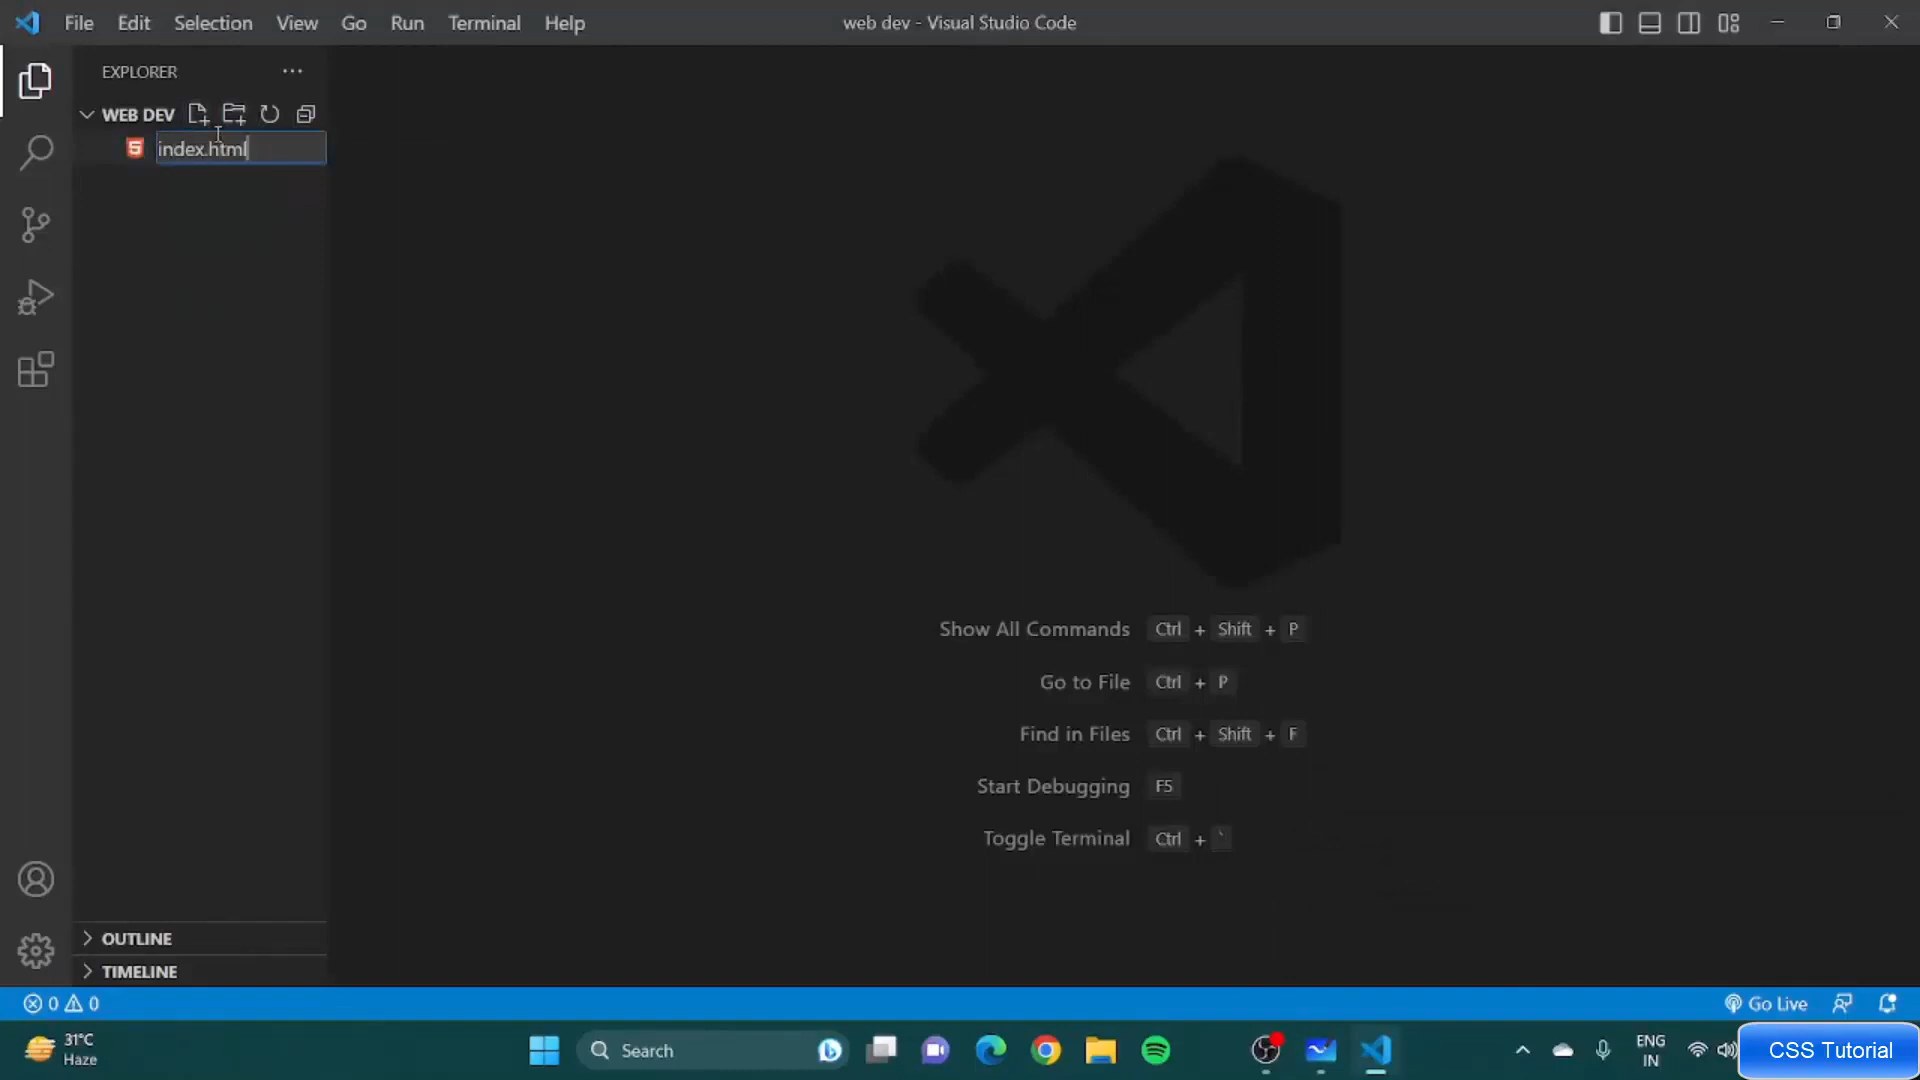 File Edit Selection View Go Run Terminal Help
web dev - Visual Studio Code
EXPLORER
WEB DEV
index.html
Show All Commands Ctrl + Shift + P
Go to File Ctrl + P
Find in Files Ctrl + Shift + F
Start Debugging F5
Toggle Terminal Ctrl + `
OUTLINE
TIMELINE
0 0
Go Live
31°C
Haze
Search
ENG
IN
CSS Tutorial